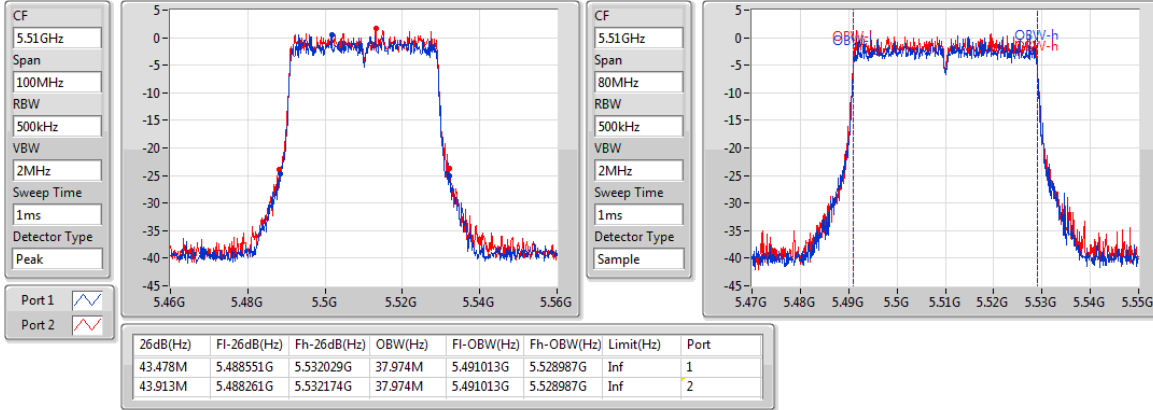 CF
5.51GHz
Span
100MHz
RBW
500kHz
VBW
2MHz
Sweep Time
1ms
Detector Type
Peak
Port 1
Port 2
5
0
-5
-10
-15
-20
-25
-30
-35
-40
-45
5.46G 5.48G 5.5G 5.52G 5.54G 5.56G
CF
5.51GHz
Span
80MHz
RBW
500kHz
VBW
2MHz
Sweep Time
1ms
Detector Type
Sample
5
0
-5
-10
-15
-20
-25
-30
-35
-40
-45
OBW-h
OBW-h
5.47G 5.48G 5.49G 5.5G 5.51G 5.52G 5.53G 5.54G 5.55G
26dB(Hz) Fl-26dB(Hz) Fh-26dB(Hz) OBW(Hz) Fl-OBW(Hz) Fh-OBW(Hz) Limit(Hz) Port
43.478M 5.488551G 5.532029G 37.974M 5.491013G 5.528987G Inf 1
43.913M 5.488261G 5.532174G 37.974M 5.491013G 5.528987G Inf 2